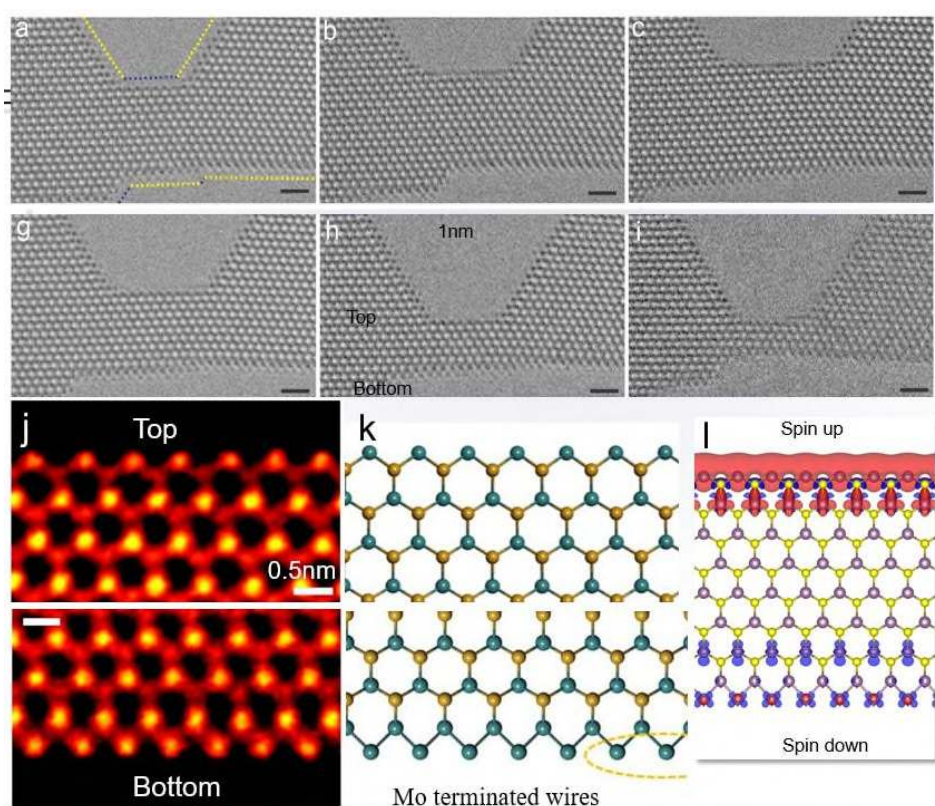 a
b
c
g
h
1nm
i
Top
Bottom
j
Top
0.5nm
Bottom
k
Mo terminated wires
l
Spin up
Spin down